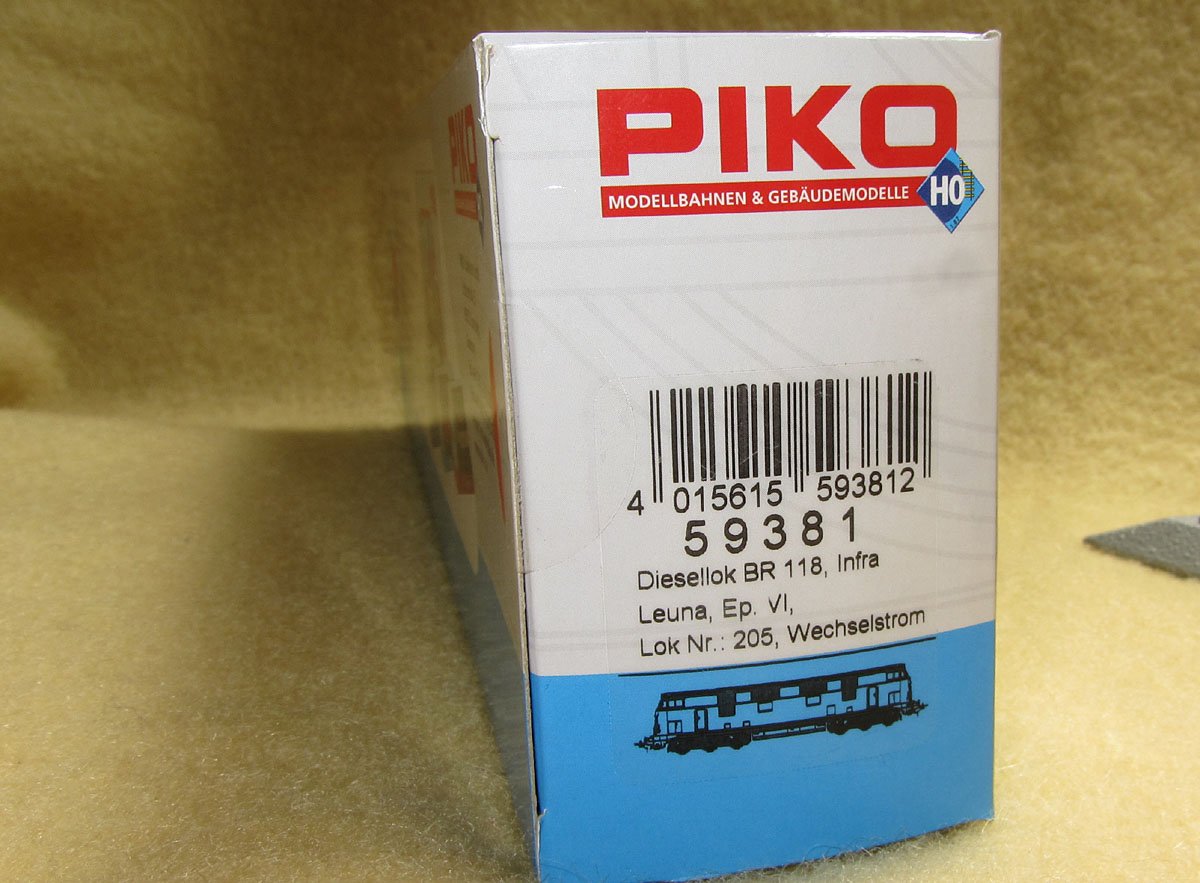 PIKO
MODELLBAHNEN & GEBÄUDEMODELLE
H0
4 015615 593812
59381
Diesellok BR 118, Infra
Leuna, Ep. VI,
Lok Nr.: 205, Wechselstrom
PIKO